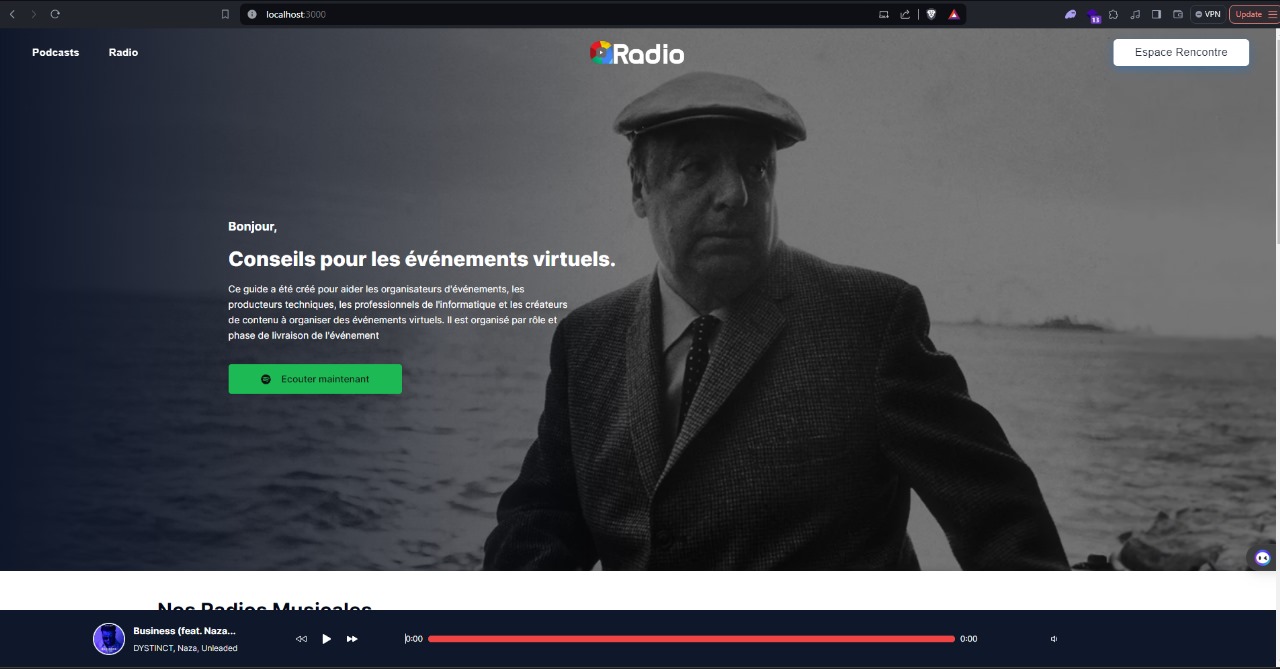 localhost:3000
11
VPN
Update
Podcasts
Radio
Radio
Espace Rencontre
Bonjour,
Conseils pour les événements virtuels.
Ce guide a été créé pour aider les organisateurs d'événements, les
producteurs techniques, les professionnels de l'informatique et les créateurs
de contenu à organiser des événements virtuels. Il est organisé par rôle et
phase de livraison de l'événement
Ecouter maintenant
Nos Radios Musicales
Business (feat. Naza...
DYSTINCT, Naza, Unleaded
0:00
0:00